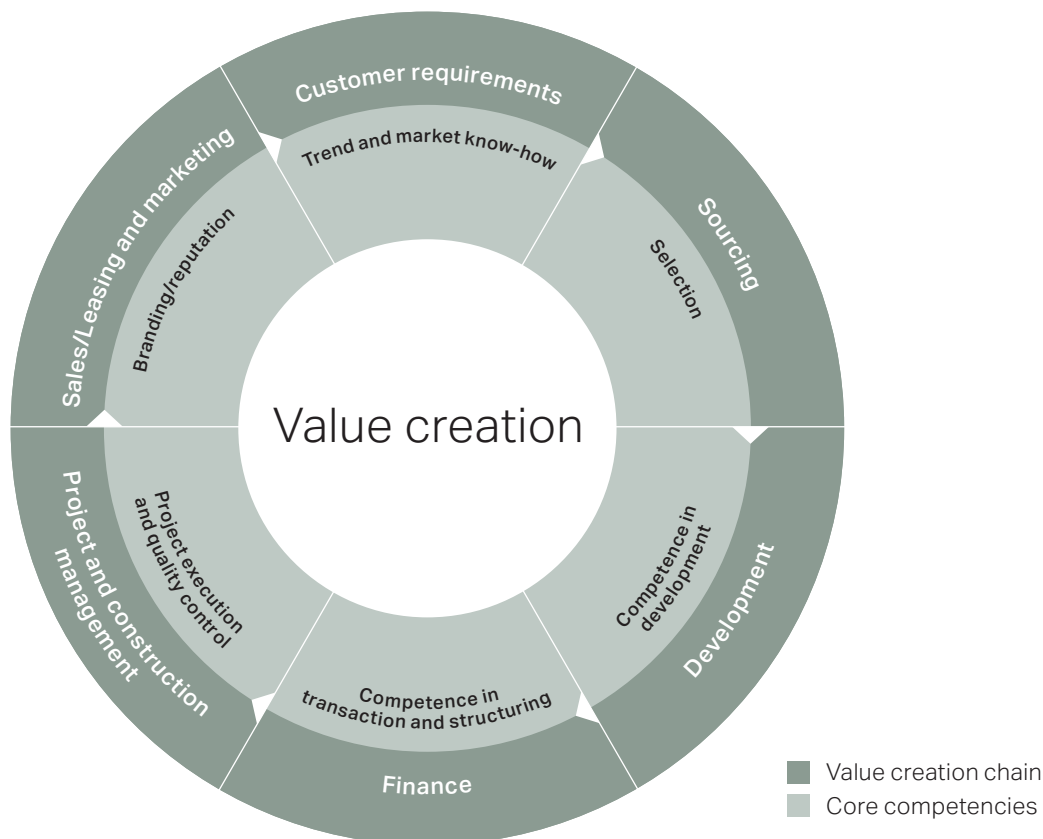 Customer requirements
Trend and market know-how
Sourcing
Selection
Development
Competence in
development
Finance
Competence in
transaction and structuring
Project and construction
management
Project execution
and quality control
Sales/Leasing and marketing
Branding/reputation
Value creation
Value creation chain
Core competencies